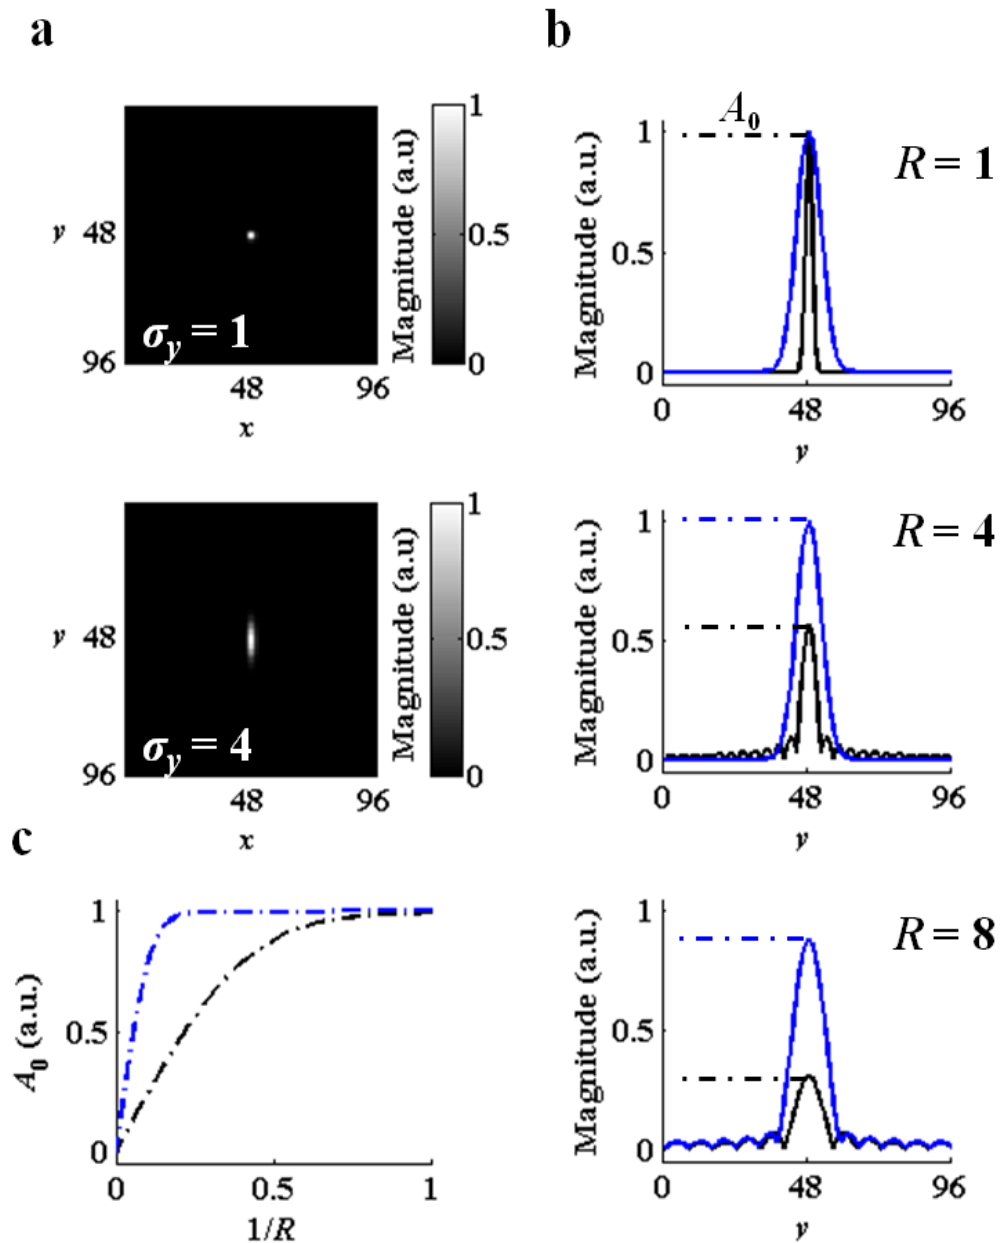 a
Magnitude (a.u)
1
0.5
0
y
48
96
σy = 1
48
96
x
Magnitude (a.u)
1
0.5
0
y
48
96
σy = 4
48
96
x
b
A0
R = 1
Magnitude (a.u.)
1
0.5
0
0
48
96
y
R = 4
Magnitude (a.u.)
1
0.5
0
0
48
96
y
R = 8
Magnitude (a.u.)
1
0.5
0
0
48
96
y
c
A0 (a.u.)
1
0.5
0
0
0.5
1
1/R